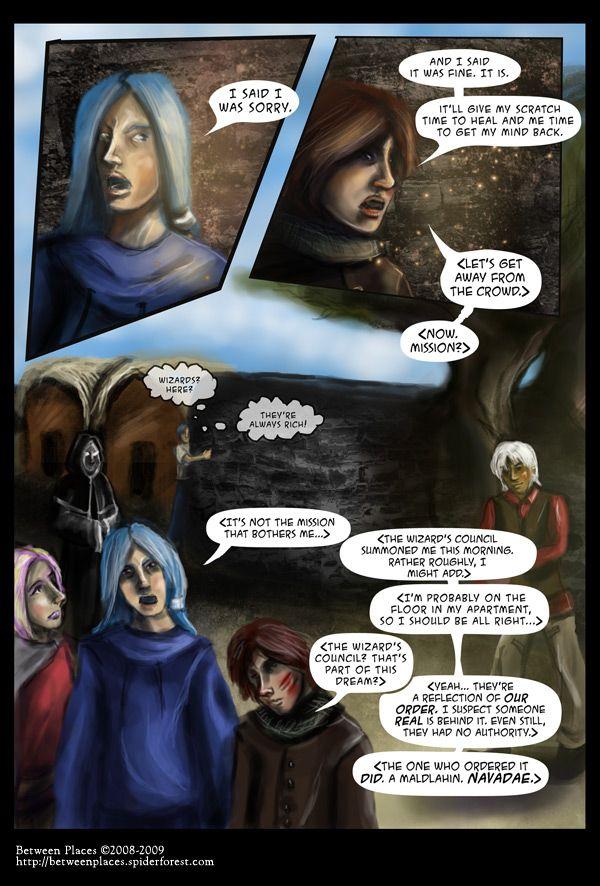 I SAID I
WAS SORRY.
AND I SAID
IT WAS FINE. IT IS.
IT'LL GIVE MY SCRATCH
TIME TO HEAL AND ME TIME
TO GET MY MIND BACK.
<LET'S GET
AWAY FROM
THE CROWD.>
<NOW.
MISSION?>
WIZARDS?
HERE?
THEY'RE
ALWAYS RICH!
<IT'S NOT THE MISSION
THAT BOTHERS ME...>
<THE WIZARD'S COUNCIL
SUMMONED ME THIS MORNING.
RATHER ROUGHLY, I
MIGHT ADD.>
<I'M PROBABLY ON THE
FLOOR IN MY APARTMENT,
SO I SHOULD BE ALL RIGHT...>
<THE WIZARD'S
COUNCIL? THAT'S
PART OF THIS
DREAM?>
<YEAH... THEY'RE
A REFLECTION OF OUR
ORDER. I SUSPECT SOMEONE
REAL IS BEHIND IT. EVEN STILL,
THEY HAD NO AUTHORITY.>
<THE ONE WHO ORDERED IT
DID. A MALDLAHIN. NAVADAE.>
Between Places ©2008-2009
http://betweenplaces.spiderforest.com